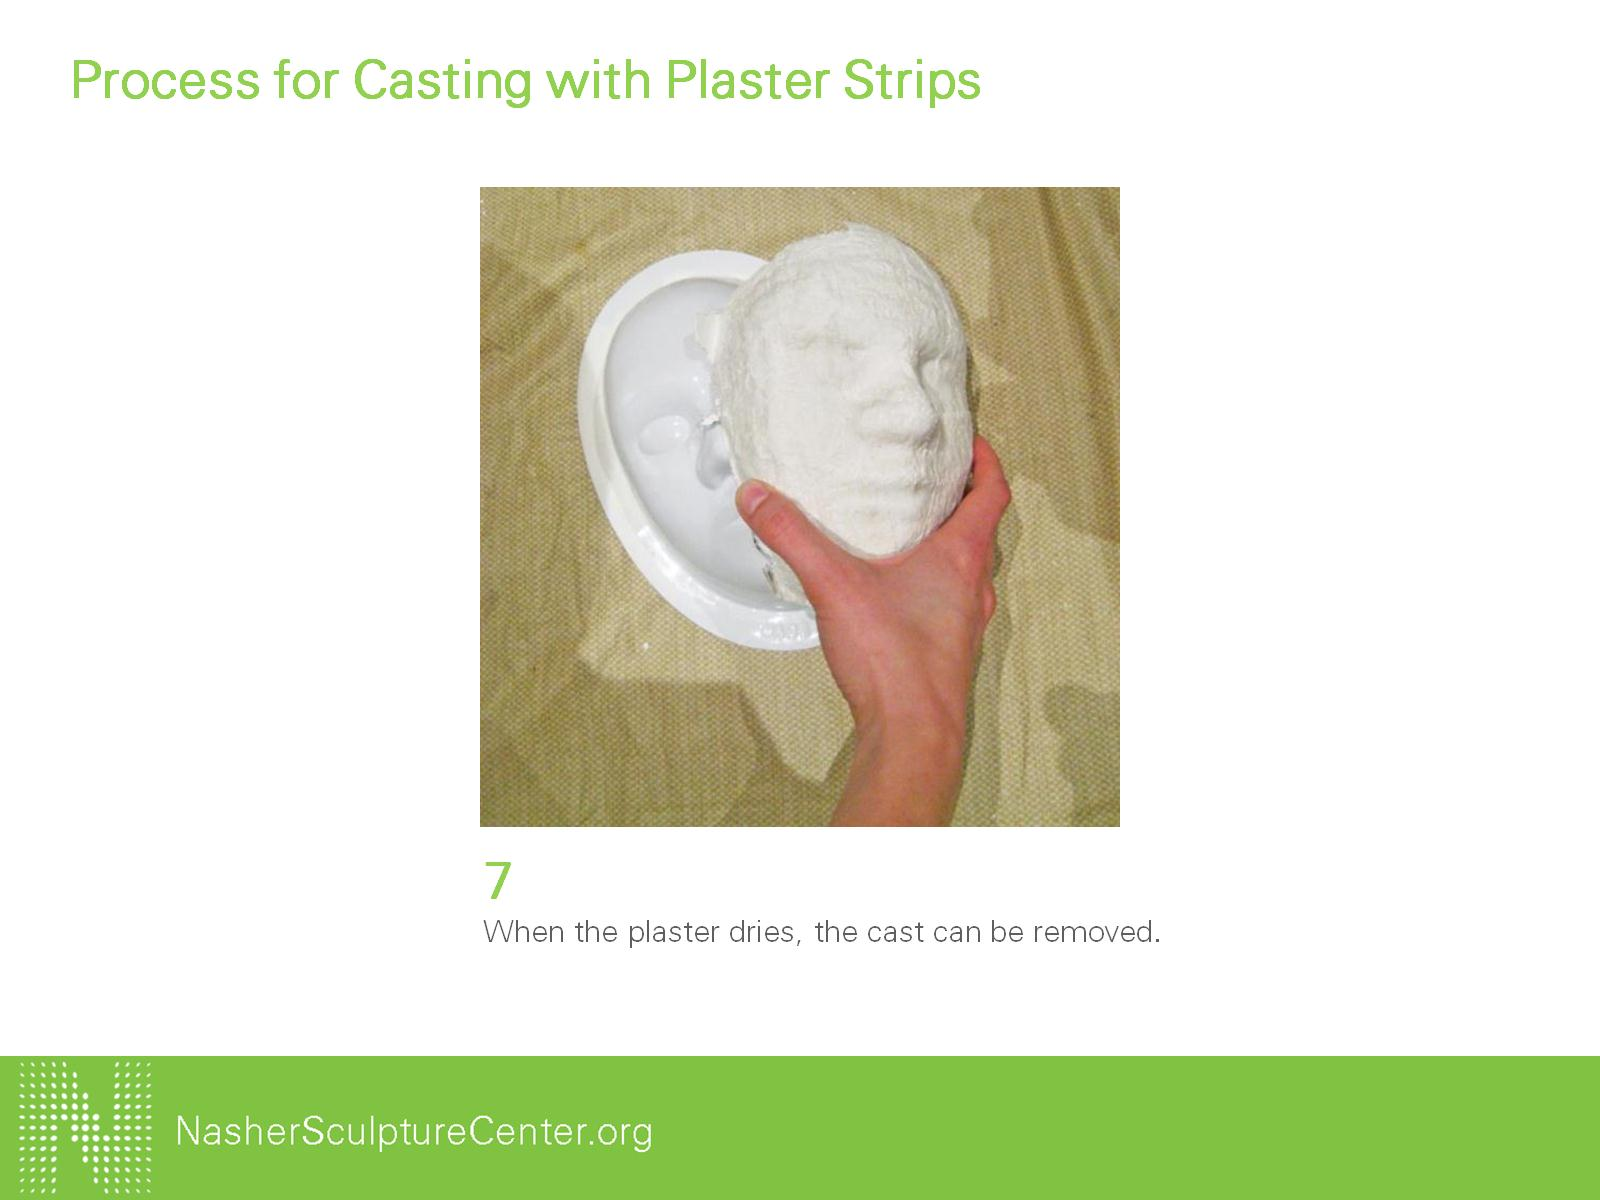 Process for Casting with Plaster Strips
7
When the plaster dries, the cast can be removed.
NasherSculptureCenter.org